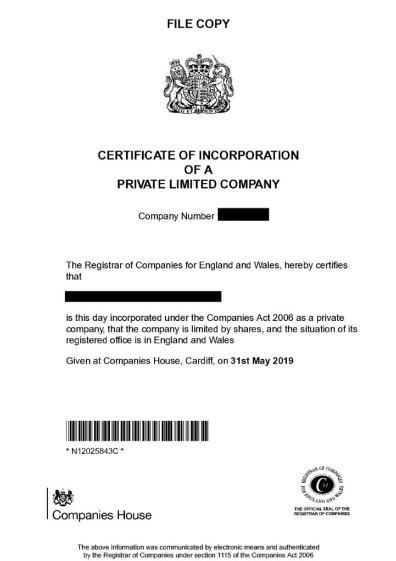 FILE COPY
CERTIFICATE OF INCORPORATION
OF A
PRIVATE LIMITED COMPANY
Company Number
The Registrar of Companies for England and Wales, hereby certifies
that
is this day incorporated under the Companies Act 2006 as a private
company, that the company is limited by shares, and the situation of its
registered office is in England and Wales
Given at Companies House, Cardiff, on 31st May 2019
* N12025843C *
Companies House
REGISTRAR OF COMPANIES
FOR ENGLAND AND WALES
THE OFFICIAL SEAL OF THE
REGISTRAR OF COMPANIES
The above information was communicated by electronic means and authenticated
by the Registrar of Companies under section 1115 of the Companies Act 2006